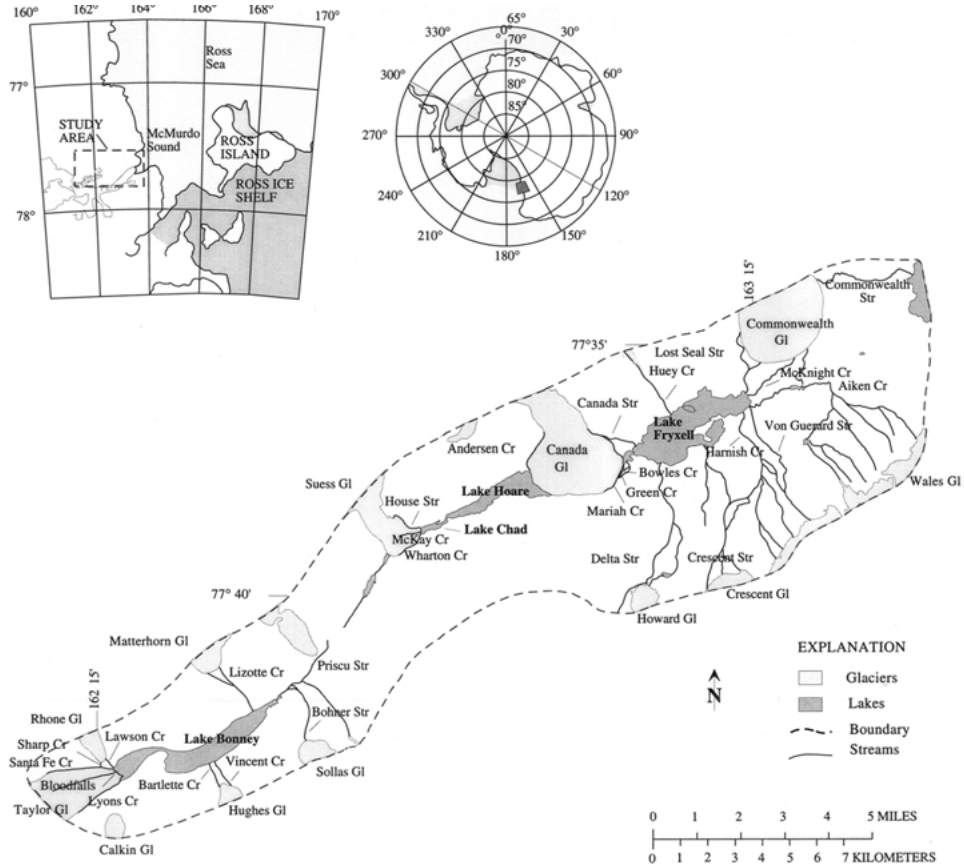 160°
162°
164°
166°
168°
170°
77°
78°
Ross
Sea
STUDY
AREA
McMurdo
Sound
ROSS
ISLAND
ROSS ICE
SHELF
65°
0°
70°
75°
80°
85°
330°
30°
300°
60°
270°
90°
240°
120°
210°
150°
180°
163 15'
Commonwealth
Str
Commonwealth
Gl
77°35'
Lost Seal Str
Huey Cr
McKnight Cr
Aiken Cr
Canada Str
Lake
Fryxell
Von Guerard Str
Andersen Cr
Canada
Gl
Harnish Cr
Bowles Cr
Wales Gl
Suess Gl
Lake Hoare
Green Cr
House Str
Mariah Cr
Lake Chad
McKay Cr
Wharton Cr
Delta Str
Crescent Str
77° 40'
Crescent Gl
Howard Gl
Matterhorn Gl
Lizotte Cr
Priscu Str
162 15'
Rhone Gl
Bohner Str
Sharp Cr
Lawson Cr
Lake Bonney
Santa Fe Cr
Vincent Cr
Sollas Gl
Bloodfalls
Bartlette Cr
Taylor Gl
Lyons Cr
Hughes Gl
Calkin Gl
EXPLANATION
Glaciers
Lakes
Boundary
Streams
N
0 1 2 3 4 5 MILES
0 1 2 3 4 5 6 7 KILOMETERS